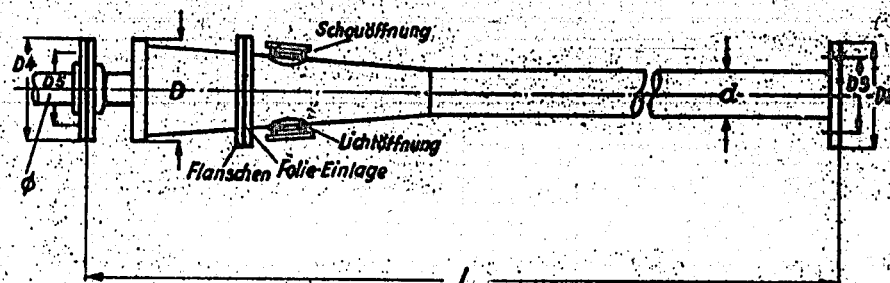 Schauöffnung
D4
D5
D
d
D3
Lichtöffnung
Flanschen Folie-Einlage
ϕ
L